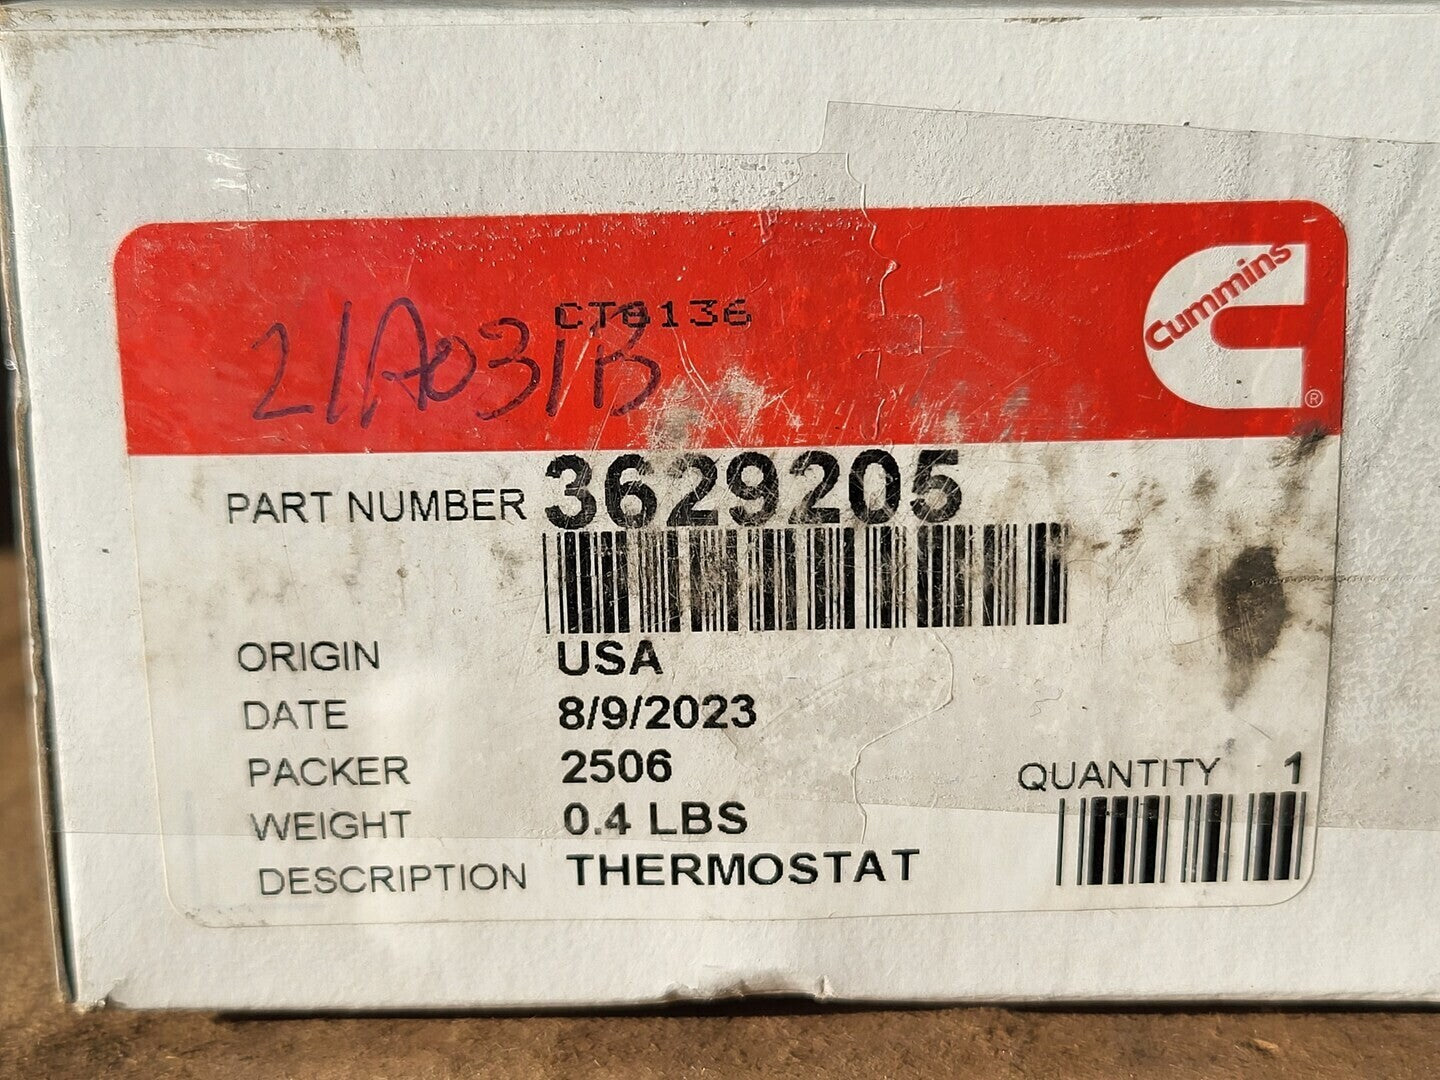 Cummins
®
CT8136
21A031B
PART NUMBER 3629205
ORIGIN USA
DATE 8/9/2023
PACKER 2506
WEIGHT 0.4 LBS
QUANTITY 1
DESCRIPTION THERMOSTAT